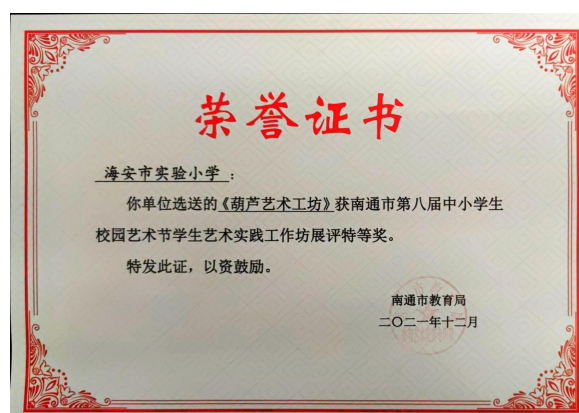 荣誉证书
海安市实验小学：
你单位选送的《葫芦艺术工坊》获南通市第八届中小学生
校园艺术节学生艺术实践工作坊展评特等奖。
特发此证，以资鼓励。
南通市教育局
二〇二一年十二月